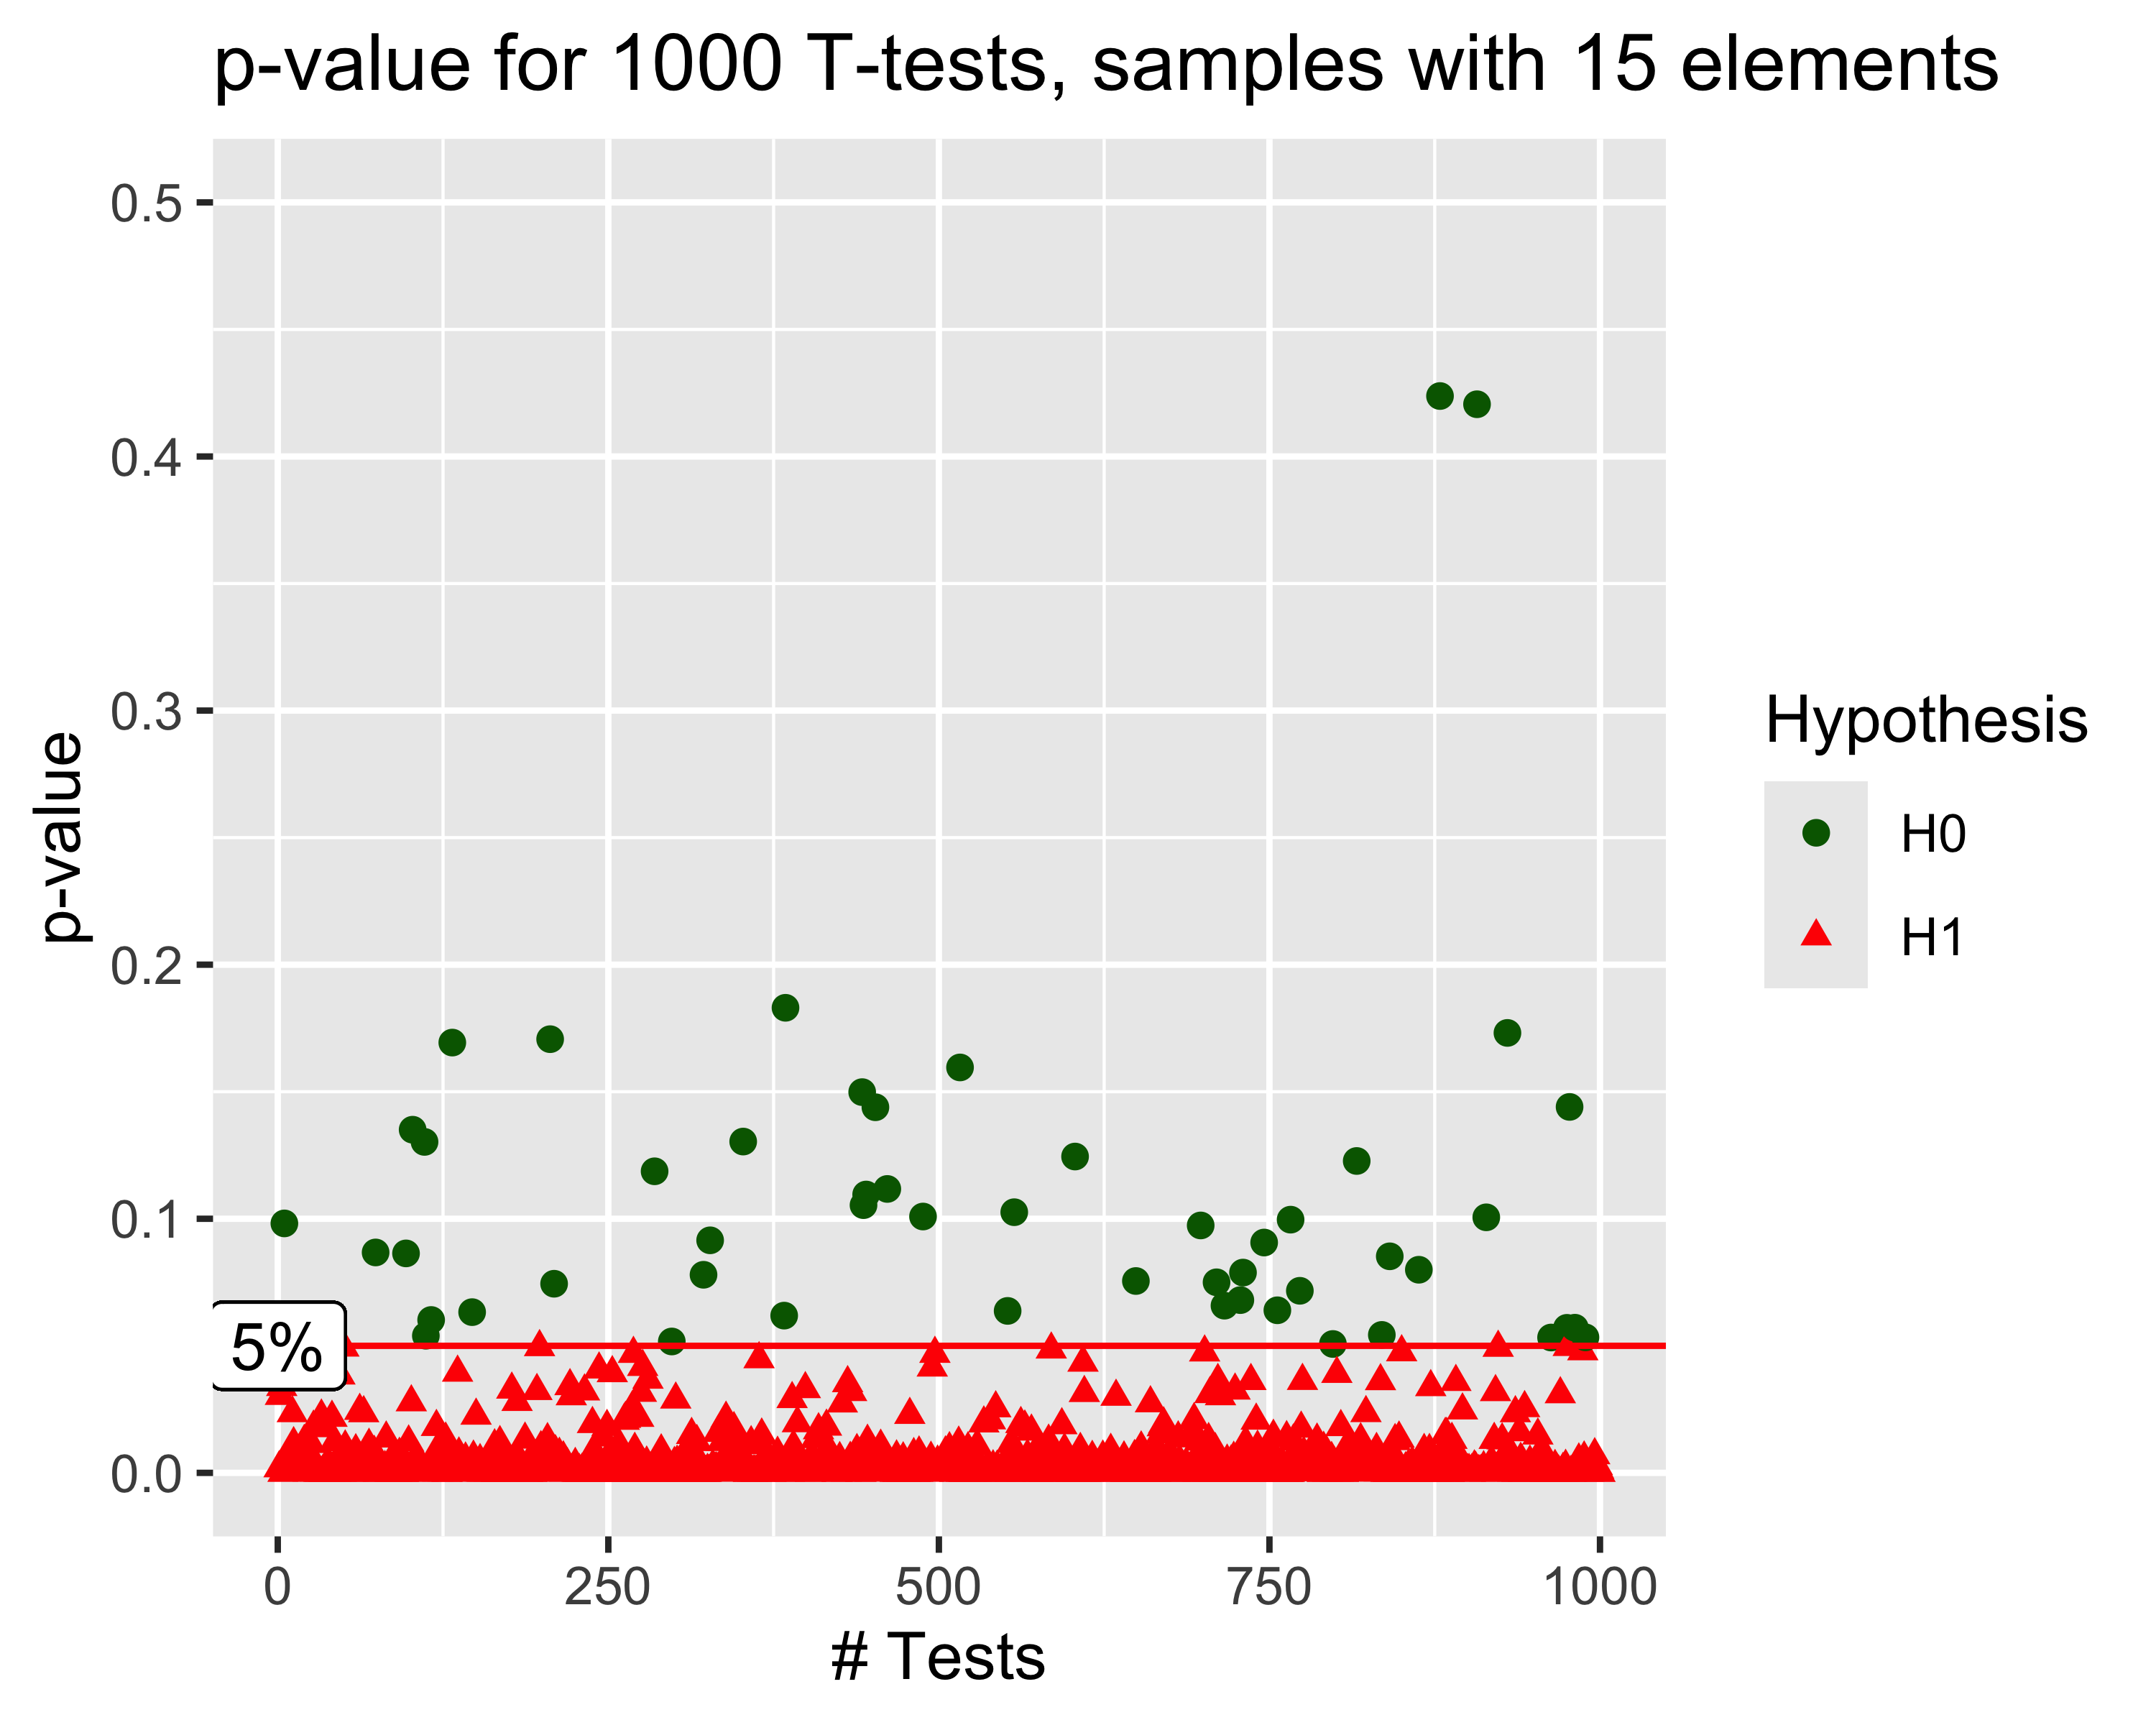 p-value for 1000 T-tests, samples with 15 elements
p-value
0.5
0.4
0.3
0.2
0.1
0.0
5%
0 250 500 750 1000
# Tests
Hypothesis
H0
H1